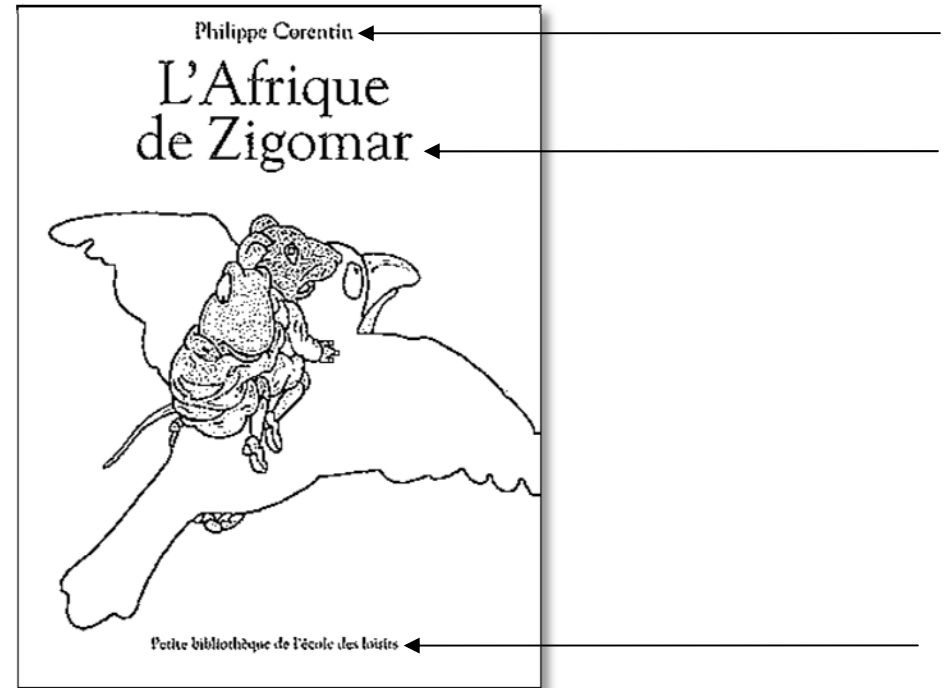 Philippe Corentin
L'Afrique
de Zigomar
Petite bibliothèque de l'école des loisirs